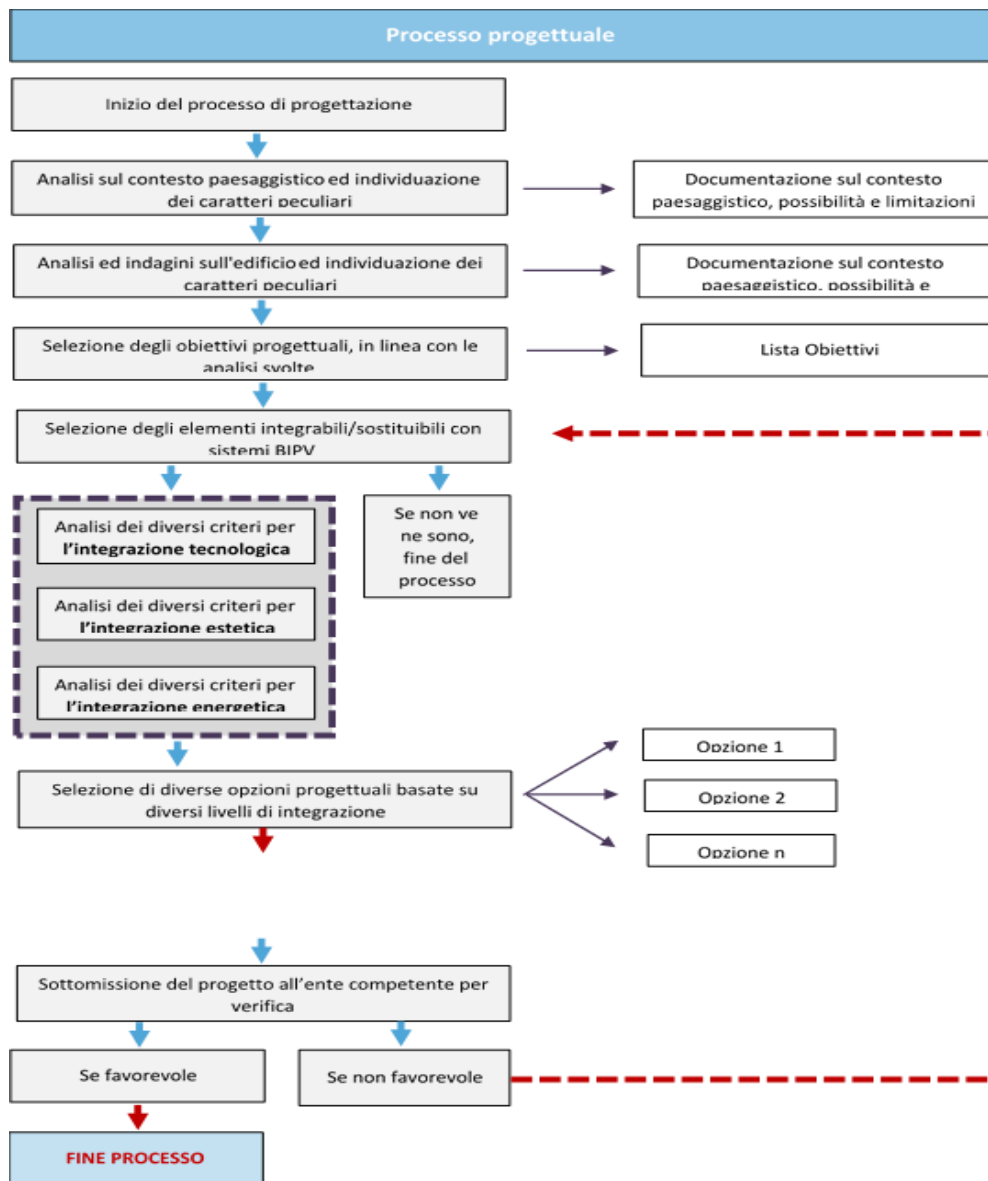 Processo progettuale
Inizio del processo di progettazione
Analisi sul contesto paesaggistico ed individuazione
dei caratteri peculiari
Documentazione sul contesto
paesaggistico, possibilità e limitazioni
Analisi ed indagini sull'edificio ed individuazione dei
caratteri peculiari
Documentazione sul contesto
paesaggistico, possibilità e
Selezione degli obiettivi progettuali, in linea con le
analisi svolte
Lista Obiettivi
Selezione degli elementi integrabili/sostituibili con
sistemi BIPV
Analisi dei diversi criteri per
l'integrazione tecnologica
Analisi dei diversi criteri per
l'integrazione estetica
Analisi dei diversi criteri per
l'integrazione energetica
Se non ve
ne sono,
fine del
processo
Selezione di diverse opzioni progettuali basate su
diversi livelli di integrazione
Opzione 1
Opzione 2
Opzione n
Sottomissione del progetto all'ente competente per
verifica
Se favorevole
Se non favorevole
FINE PROCESSO